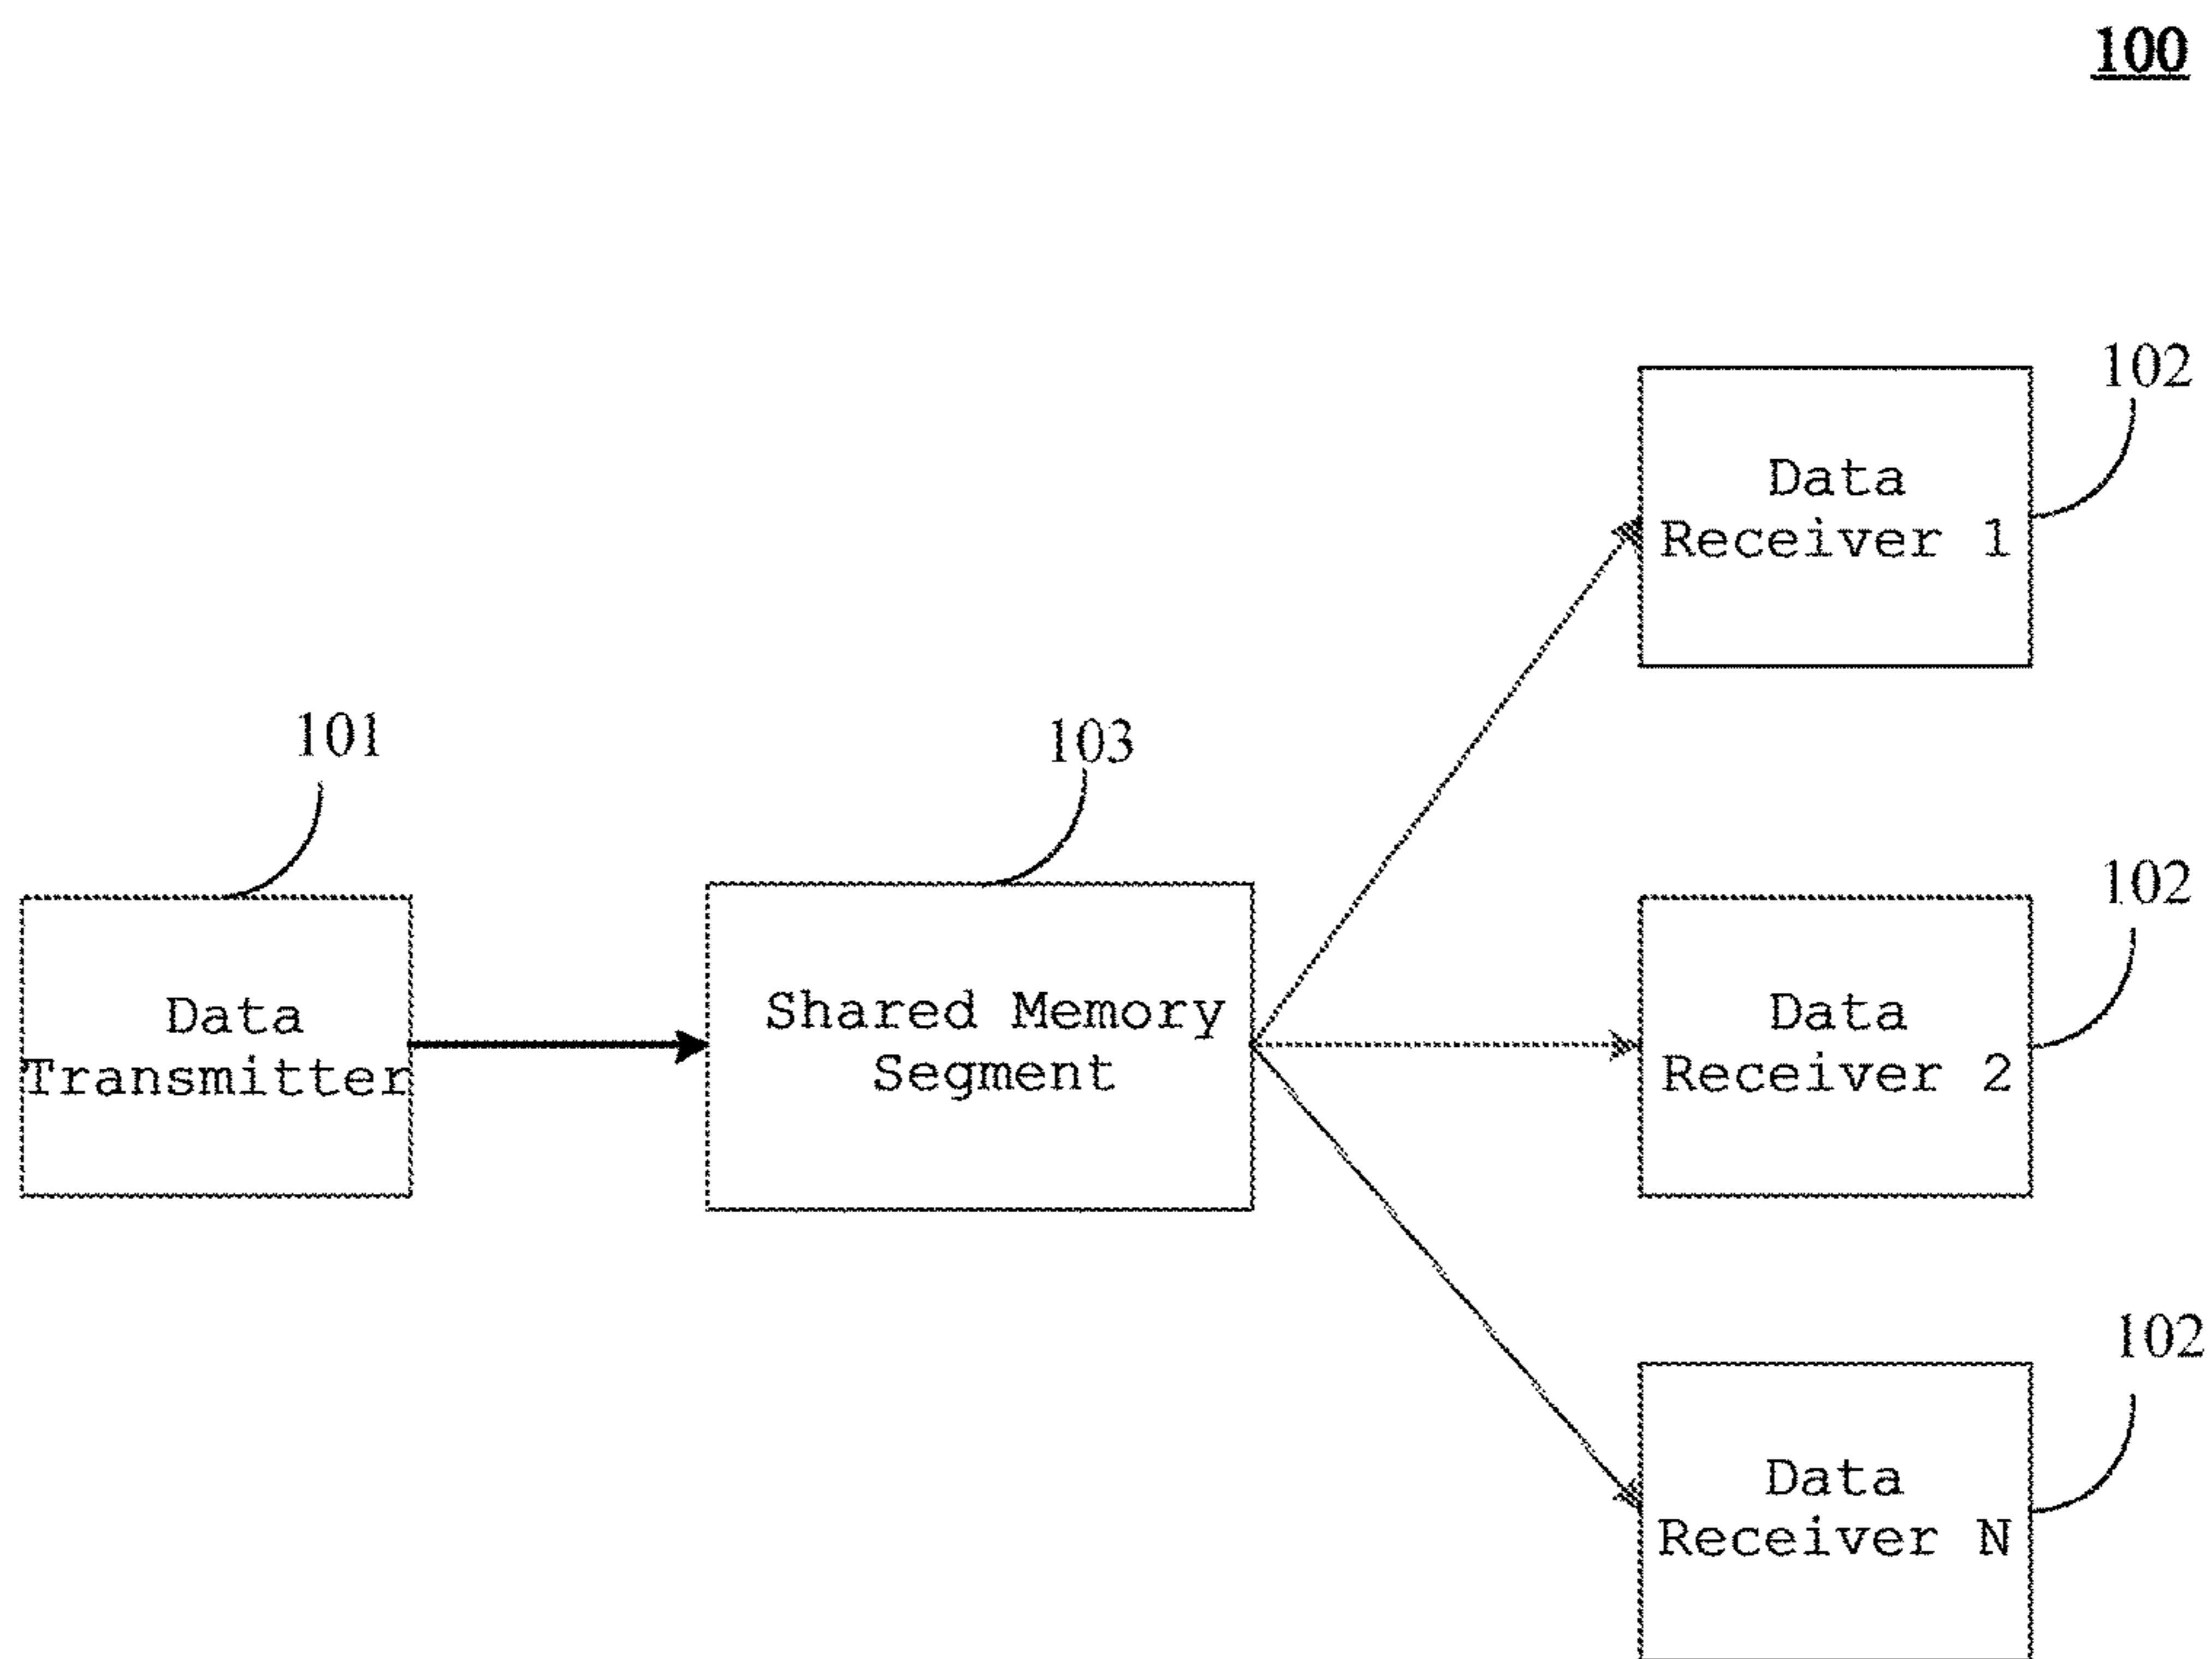 100
102
Data
Receiver 1
101
103
102
Data
Transmitter
Shared Memory
Segment
Data
Receiver 2
102
Data
Receiver N